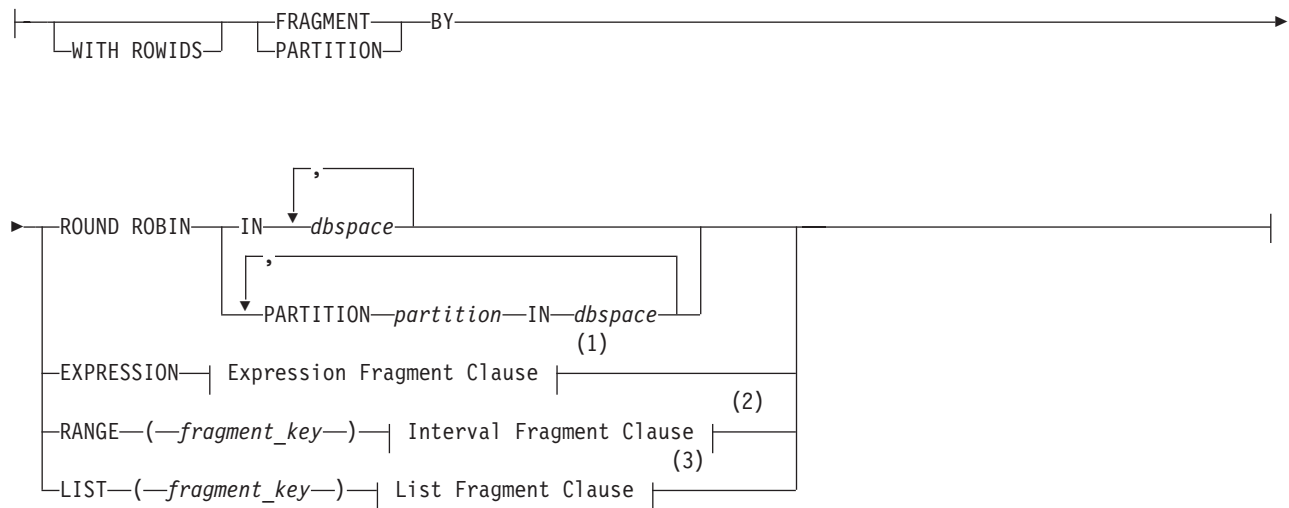 FRAGMENT BY
WITH ROWIDS PARTITION
,
ROUND ROBIN IN dbspace
,
PARTITION partition IN dbspace
(1)
EXPRESSION Expression Fragment Clause
(2)
RANGE ( fragment_key ) Interval Fragment Clause
(3)
LIST ( fragment_key ) List Fragment Clause